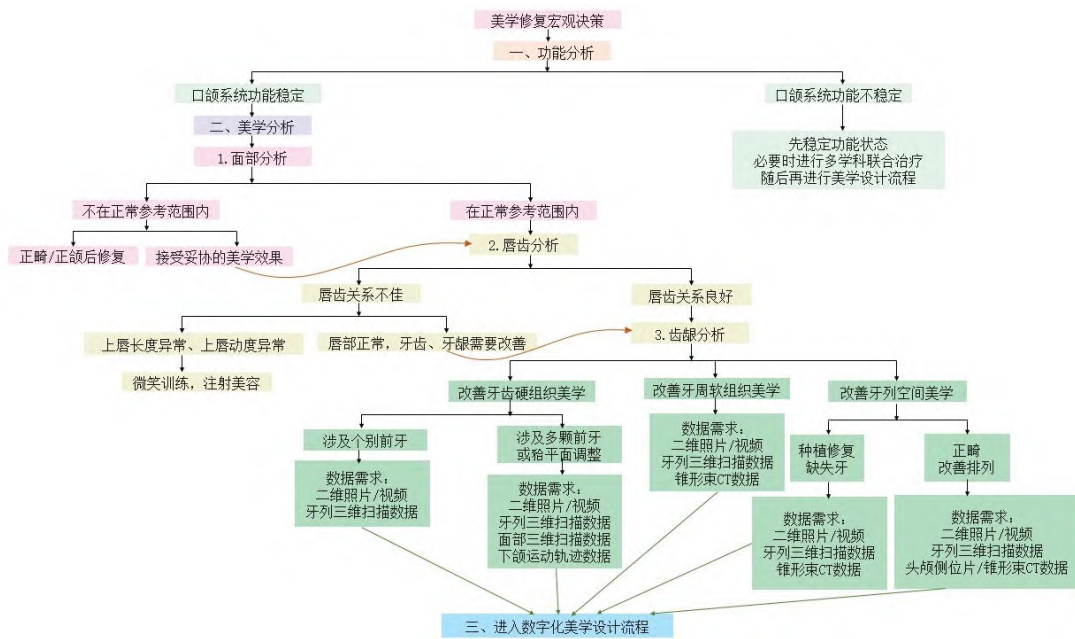 美学修复宏观决策
一、功能分析
口颌系统功能稳定
口颌系统功能不稳定
二、美学分析
先稳定功能状态
必要时进行多学科联合治疗
随后再进行美学设计流程
1.面部分析
不在正常参考范围内
在正常参考范围内
正畸/正颌后修复
接受妥协的美学效果
2.唇齿分析
唇齿关系不佳
唇齿关系良好
上唇长度异常、上唇动度异常
唇部正常，牙齿、牙龈需要改善
3.齿龈分析
微笑训练，注射美容
改善牙齿硬组织美学
改善牙周软组织美学
改善牙列空间美学
涉及个别前牙
涉及多颗前牙
或𬌗平面调整
数据需求：
二维照片/视频
牙列三维扫描数据
锥形束CT数据
种植修复
缺失牙
正畸
改善排列
数据需求：
二维照片/视频
牙列三维扫描数据
数据需求：
二维照片/视频
牙列三维扫描数据
面部三维扫描数据
下颌运动轨迹数据
数据需求：
二维照片/视频
牙列三维扫描数据
锥形束CT数据
数据需求：
二维照片/视频
牙列三维扫描数据
头颅侧位片/锥形束CT数据
三、进入数字化美学设计流程